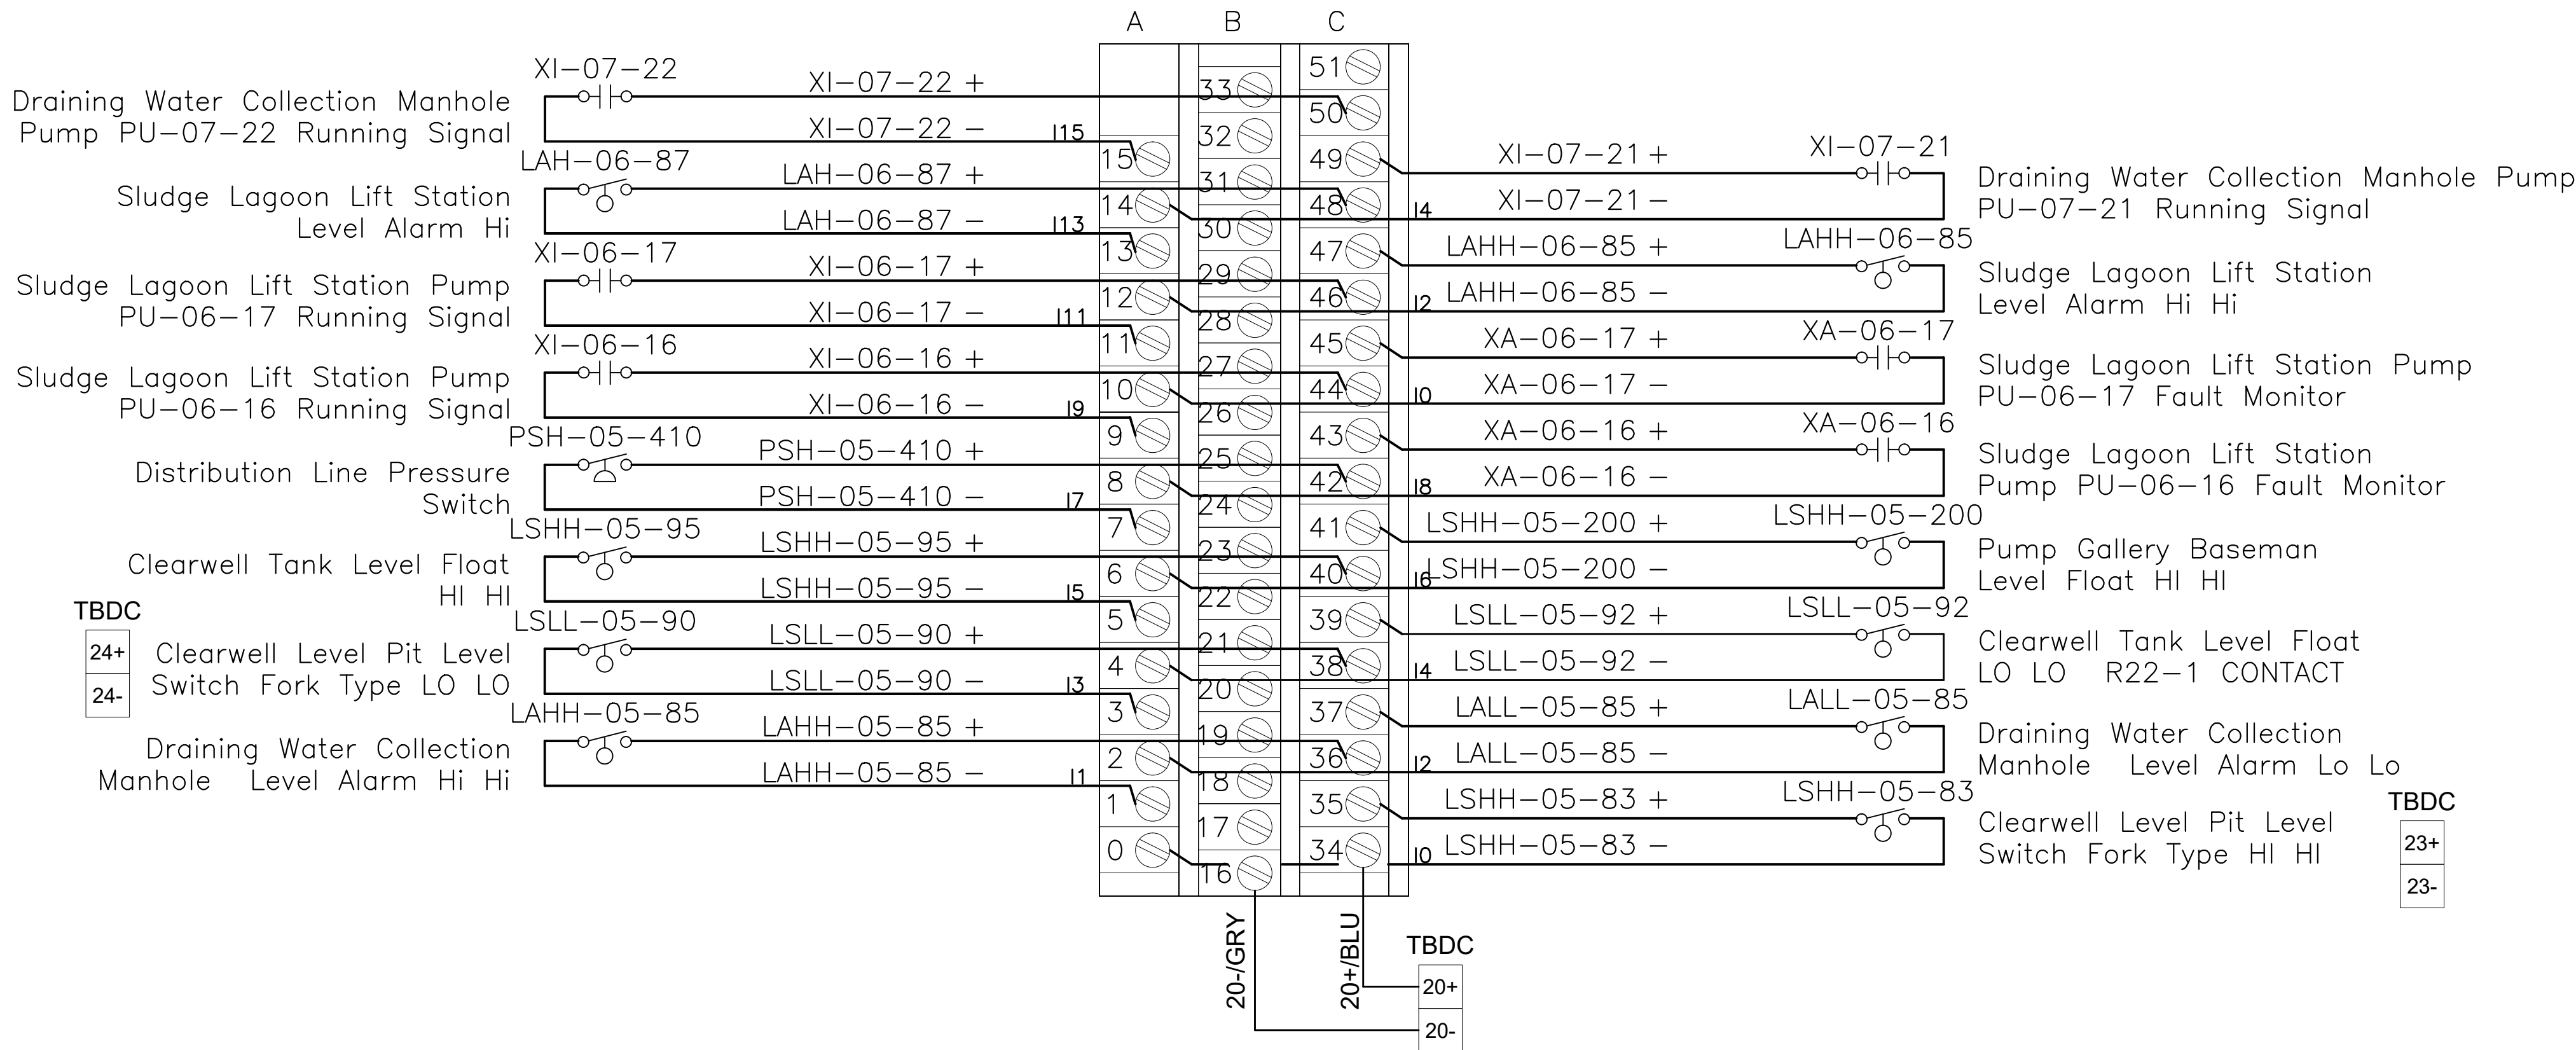 A B C
XI-07-22
XI-07-22 +
Draining Water Collection Manhole
Pump PU-07-22 Running Signal
XI-07-22 -
I15
LAH-06-87
LAH-06-87 +
Sludge Lagoon Lift Station
Level Alarm Hi
LAH-06-87 -
I13
XI-06-17
XI-06-17 +
Sludge Lagoon Lift Station Pump
PU-06-17 Running Signal
XI-06-17 -
I11
XI-06-16
XI-06-16 +
Sludge Lagoon Lift Station Pump
PU-06-16 Running Signal
XI-06-16 -
I9
PSH-05-410
PSH-05-410 +
Distribution Line Pressure
Switch
PSH-05-410 -
I7
LSHH-05-95
LSHH-05-95 +
Clearwell Tank Level Float
HI HI
LSHH-05-95 -
I5
TBDC
24+
24-
LSLL-05-90
LSLL-05-90 +
Clearwell Level Pit Level
Switch Fork Type LO LO
LSLL-05-90 -
I3
LAHH-05-85
LAHH-05-85 +
Draining Water Collection
Manhole Level Alarm Hi Hi
LAHH-05-85 -
I1
15
14
13
12
11
10
9
8
7
6
5
4
3
2
1
0
33
32
31
30
29
28
27
26
25
24
23
22
21
20
19
18
17
16
51
50
49
48
47
46
45
44
43
42
41
40
39
38
37
36
35
34
XI-07-21 +
XI-07-21
I4
XI-07-21 -
Draining Water Collection Manhole Pump
PU-07-21 Running Signal
LAHH-06-85 +
LAHH-06-85
I2
LAHH-06-85 -
Sludge Lagoon Lift Station
Level Alarm Hi Hi
XA-06-17 +
XA-06-17
I0
XA-06-17 -
Sludge Lagoon Lift Station Pump
PU-06-17 Fault Monitor
XA-06-16 +
XA-06-16
I8
XA-06-16 -
Sludge Lagoon Lift Station
Pump PU-06-16 Fault Monitor
LSHH-05-200 +
LSHH-05-200
I6
LSHH-05-200 -
Pump Gallery Baseman
Level Float HI HI
LSLL-05-92 +
LSLL-05-92
I4
LSLL-05-92 -
Clearwell Tank Level Float
LO LO R22-1 CONTACT
LALL-05-85 +
LALL-05-85
I2
LALL-05-85 -
Draining Water Collection
Manhole Level Alarm Lo Lo
LSHH-05-83 +
LSHH-05-83
I0
LSHH-05-83 -
Clearwell Level Pit Level
Switch Fork Type HI HI
TBDC
23+
23-
20-/GRY
20+/BLU
TBDC
20+
20-